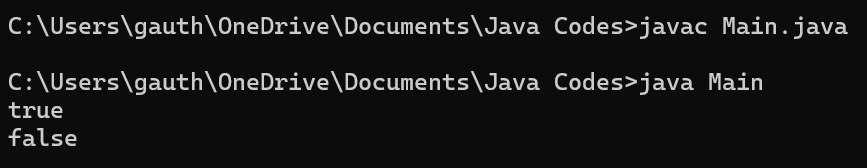 C:\Users\gauth\OneDrive\Documents\Java Codes>javac Main.java
C:\Users\gauth\OneDrive\Documents\Java Codes>java Main
true
false